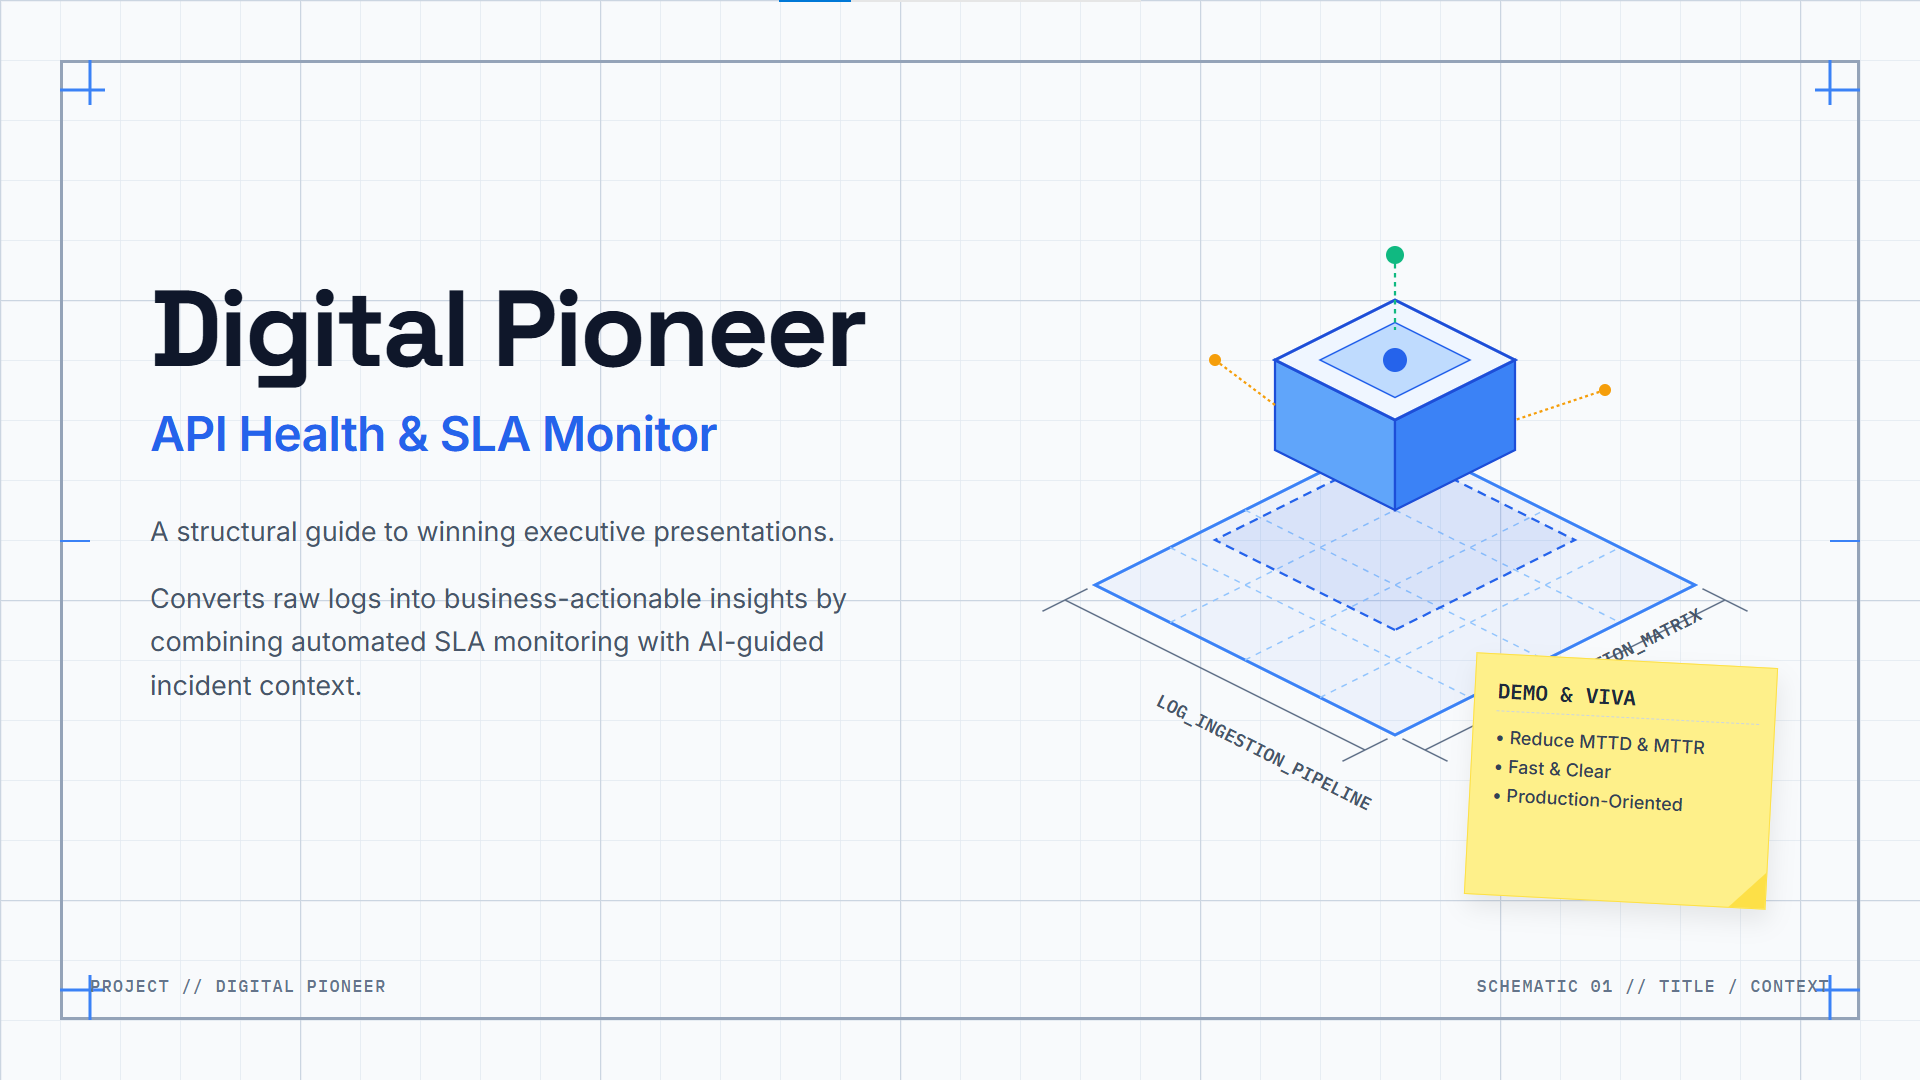 Digital Pioneer
API Health & SLA Monitor
A structural guide to winning executive presentations.
Converts raw logs into business-actionable insights by
combining automated SLA monitoring with AI-guided
incident context.
LOG_INGESTION_PIPELINE
ION_MATRIX
DEMO & VIVA
• Reduce MTTD & MTTR
• Fast & Clear
• Production-Oriented
PROJECT // DIGITAL PIONEER
SCHEMATIC 01 // TITLE / CONTEXT